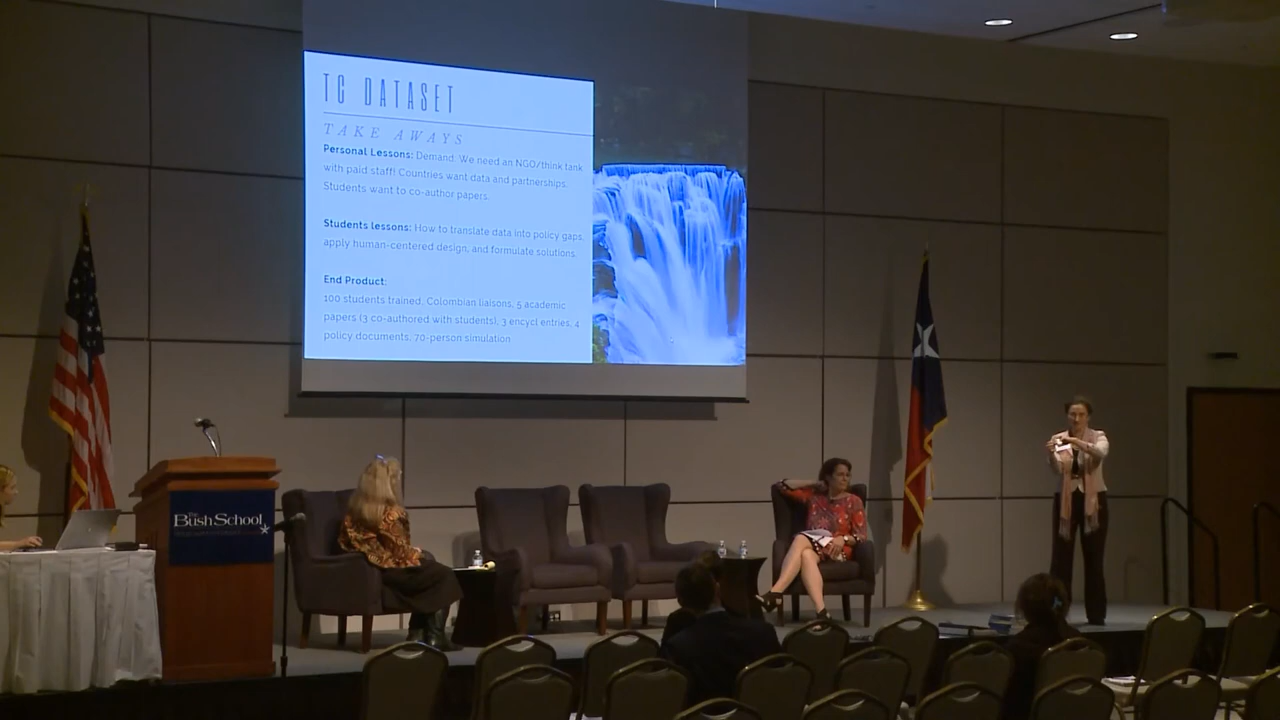 TC DATASET
TAKE AWAYS
Personal Lessons: Demand. We need an NGO/think tank
with paid staff! Countries want data and partnerships.
Students want to co-author papers.
Students lessons: How to translate data into policy gaps,
apply human-centered design, and formulate solutions.
End Product:
100 students trained, Colombian liaisons, 5 academic
papers (3 co-authored with students), 3 encycl entries, 4
policy documents, 70-person simulation
The
Bush School